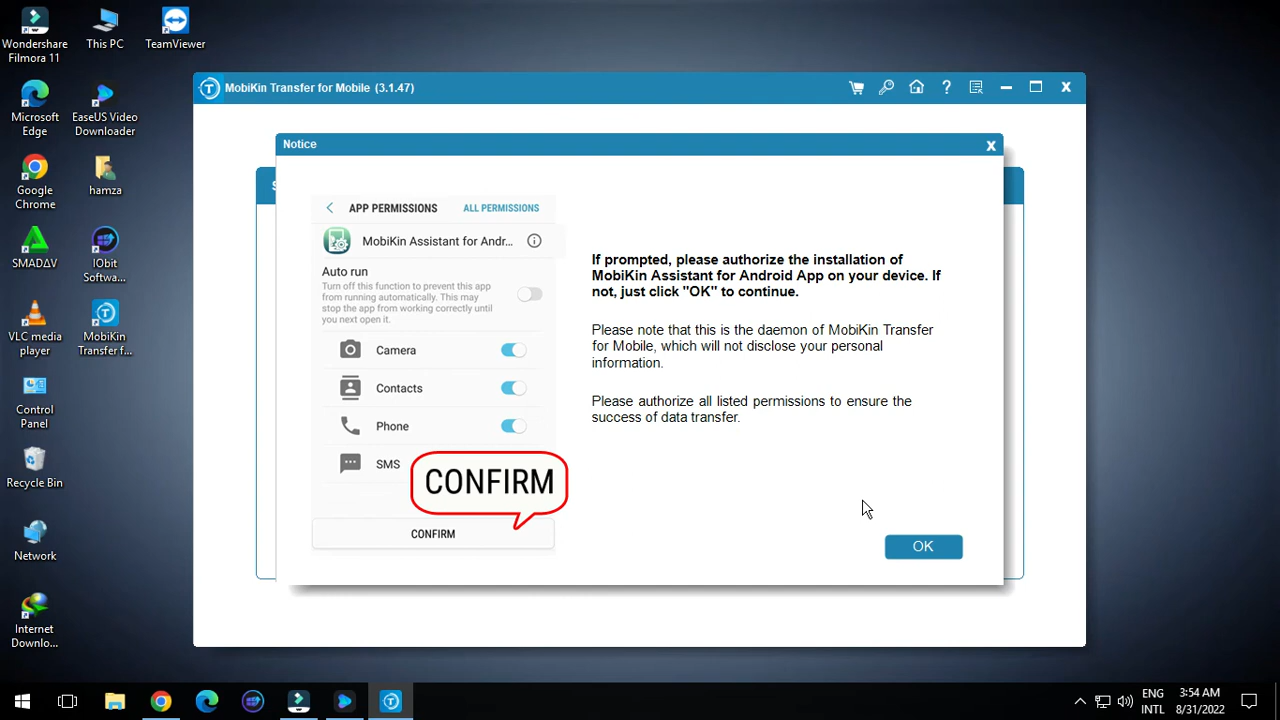 Wondershare
Filmora 11
This PC
TeamViewer
Microsoft
Edge
EaseUS Video
Downloader
Google
Chrome
hamza
SMADΔV
IObit
Softwa...
VLC media
player
MobiKin
Transfer f...
Control
Panel
Recycle Bin
Network
Internet
Downlo...
MobiKin Transfer for Mobile (3.1.47)
?
X
Notice
X
APP PERMISSIONS
ALL PERMISSIONS
MobiKin Assistant for Andr...
Auto run
Turn off this function to prevent this app
from running automatically. This may
stop the app from working correctly until
you next open it.
Camera
Contacts
Phone
SMS
CONFIRM
CONFIRM
If prompted, please authorize the installation of
MobiKin Assistant for Android App on your device. If
not, just click "OK" to continue.
Please note that this is the daemon of MobiKin Transfer
for Mobile, which will not disclose your personal
information.
Please authorize all listed permissions to ensure the
success of data transfer.
OK
ENG
INTL
3:54 AM
8/31/2022